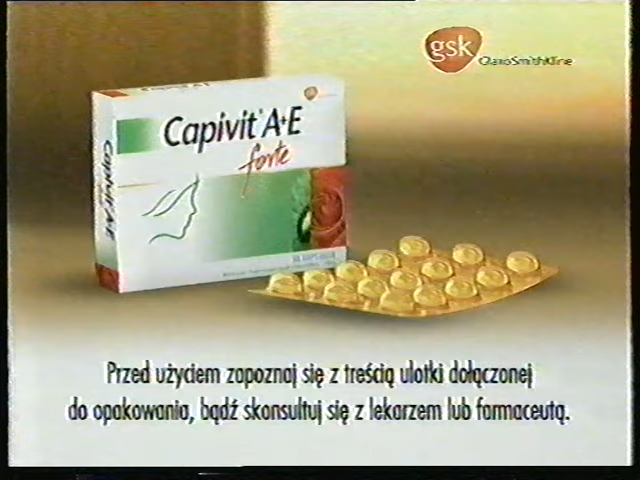 gsk GlaxoSmithKline
Capivit A+E
forte
Capivit A+E
Przed użyciem zapoznaj się z treścią ulotki dołączonej
do opakowania, bądź skonsultuj się z lekarzem lub farmaceutą.